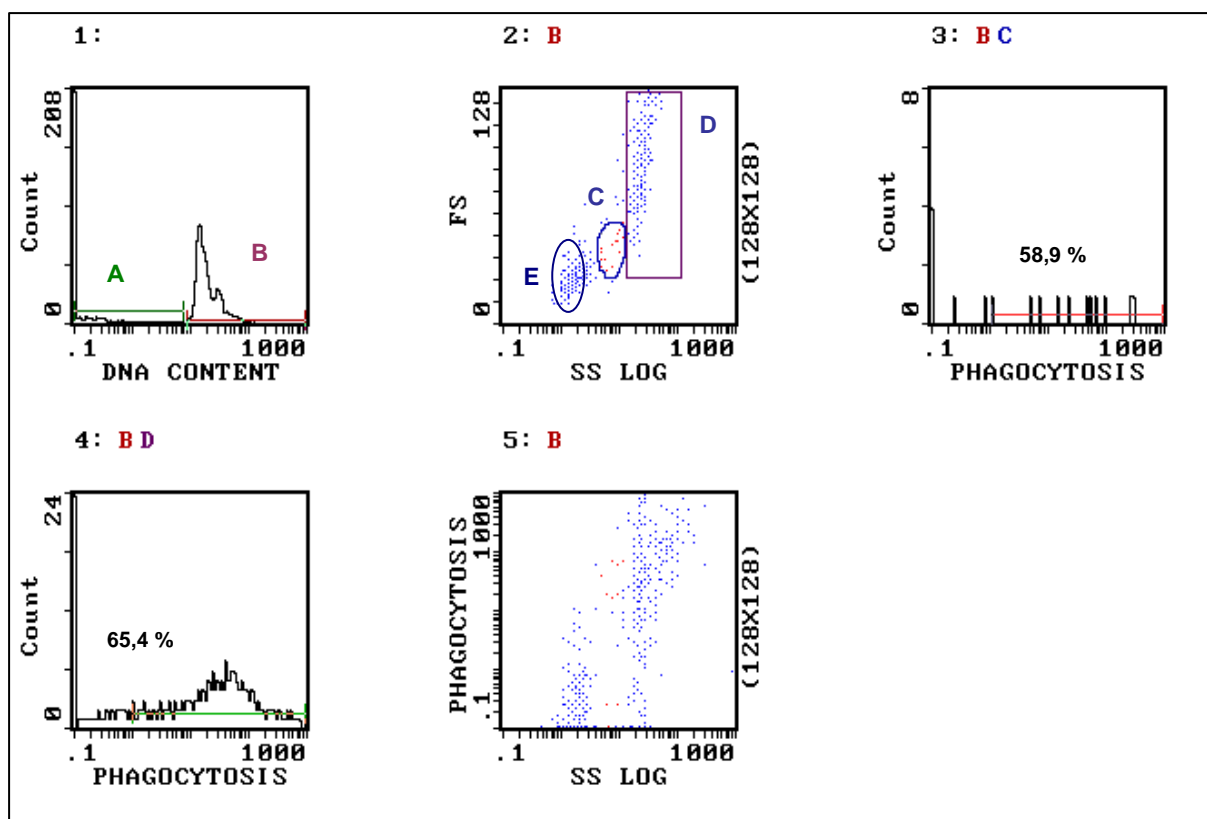 1:
208
Count
0
A
B
.1 1000
DNA CONTENT
2: B
128
FS
0
C
D
E
(128X128)
.1 1000
SS LOG
3: B C
8
Count
0
58,9 %
.1 1000
PHAGOCYTOSIS
4: B D
24
Count
0
65,4 %
.1 1000
PHAGOCYTOSIS
5: B
PHAGOCYTOSIS
.1 1000
(128X128)
.1 1000
SS LOG